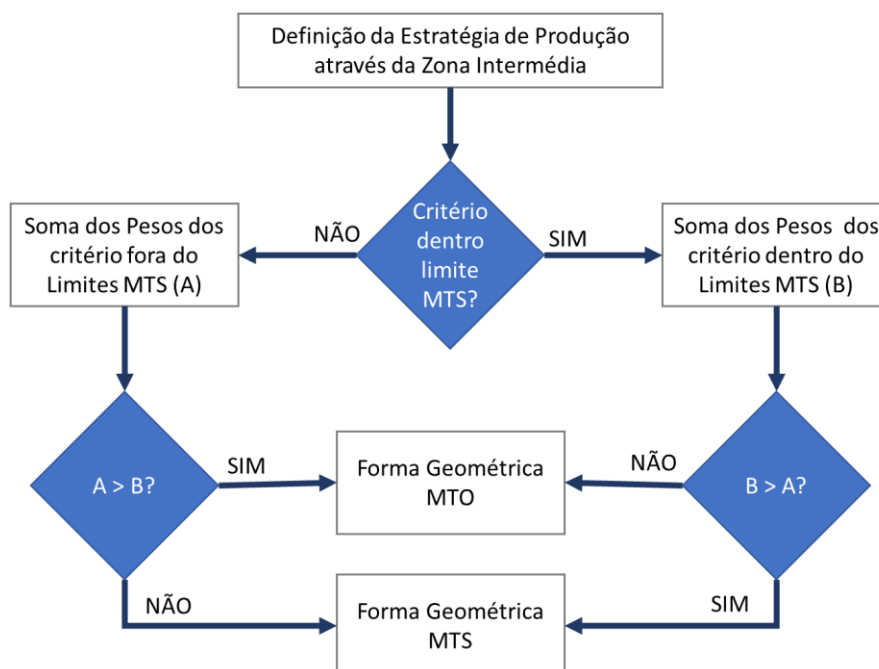 Definição da Estratégia de Produção
através da Zona Intermédia
Critério
dentro
limite
MTS?
NÃO
SIM
Soma dos Pesos dos
critério fora do
Limites MTS (A)
Soma dos Pesos dos
critério dentro do
Limites MTS (B)
A > B?
SIM
Forma Geométrica
MTO
NÃO
B > A?
NÃO
Forma Geométrica
MTS
SIM